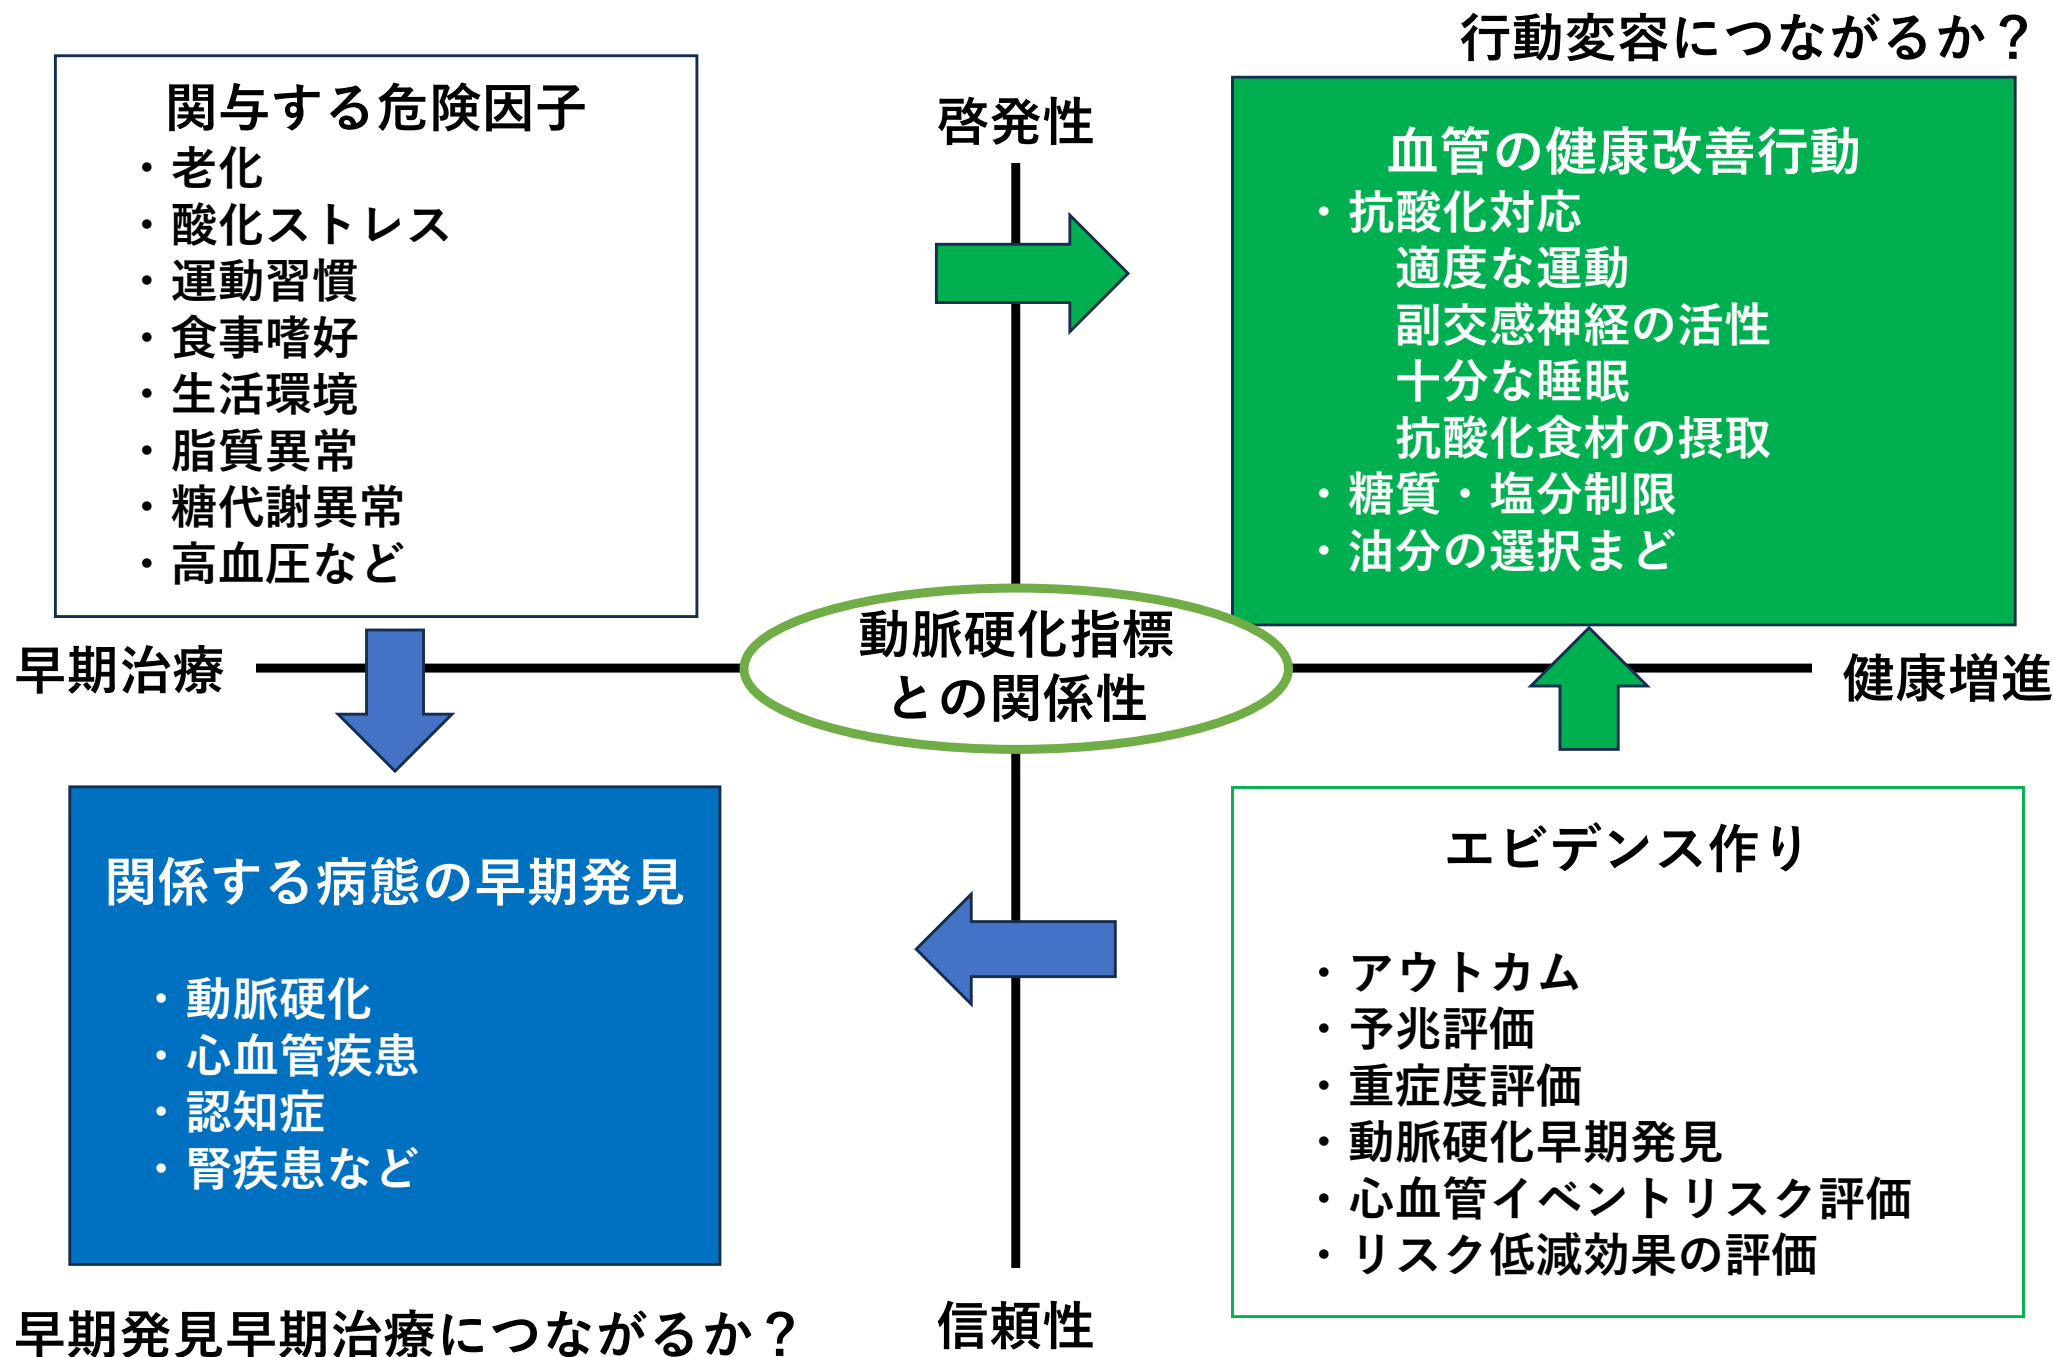 行動変容につながるか？
関与する危険因子
・老化
・酸化ストレス
・運動習慣
・食事嗜好
・生活環境
・脂質異常
・糖代謝異常
・高血圧など
啓発性
血管の健康改善行動
・抗酸化対応
適度な運動
副交感神経の活性
十分な睡眠
抗酸化食材の摂取
・糖質・塩分制限
・油分の選択まど
早期治療
動脈硬化指標
との関係性
健康増進
関係する病態の早期発見
・動脈硬化
・心血管疾患
・認知症
・腎疾患など
エビデンス作り
・アウトカム
・予兆評価
・重症度評価
・動脈硬化早期発見
・心血管イベントリスク評価
・リスク低減効果の評価
早期発見早期治療につながるか？
信頼性